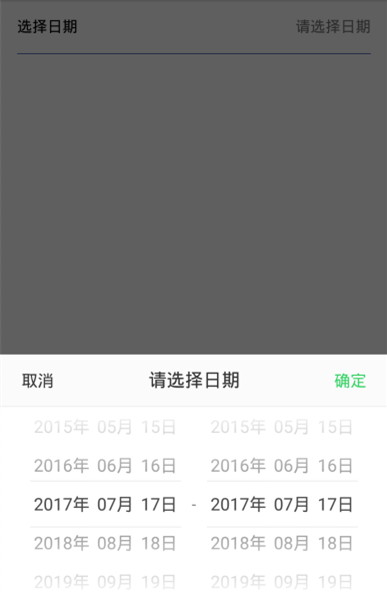 选择日期 请选择日期
取消 请选择日期 确定
2015年 05月 15日 2015年 05月 15日
2016年 06月 16日 2016年 06月 16日
2017年 07月 17日 - 2017年 07月 17日
2018年 08月 18日 2018年 08月 18日
2019年 09月 19日 2019年 09月 19日